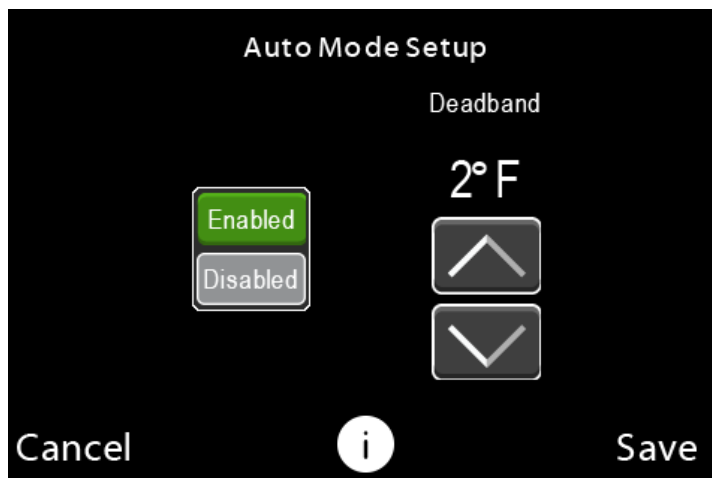 Auto Mode Setup
Deadband
2° F
Enabled
Disabled
Cancel
i
Save